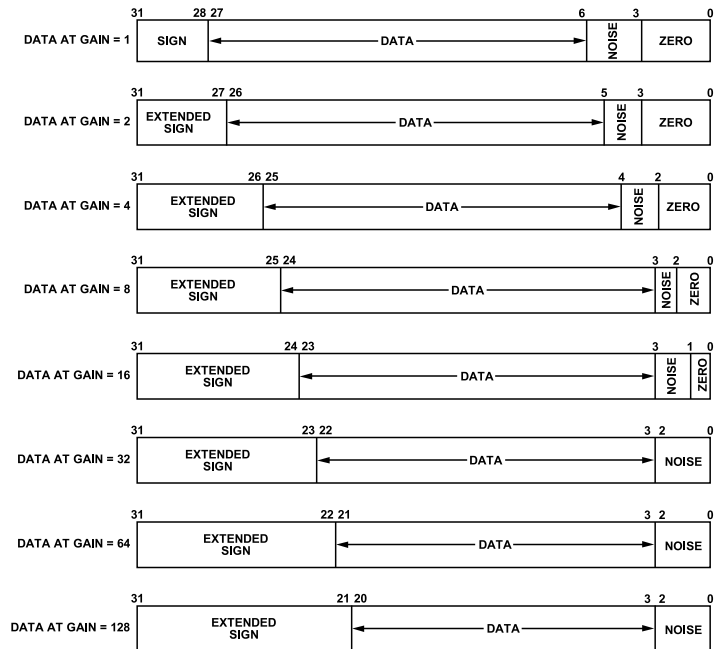 31 28 27 6 3 0
DATA AT GAIN = 1 SIGN DATA NOISE ZERO
31 27 26 5 3 0
DATA AT GAIN = 2 EXTENDED SIGN DATA NOISE ZERO
31 26 25 4 2 0
DATA AT GAIN = 4 EXTENDED SIGN DATA NOISE ZERO
31 25 24 3 2 0
DATA AT GAIN = 8 EXTENDED SIGN DATA NOISE ZERO
31 24 23 3 1 0
DATA AT GAIN = 16 EXTENDED SIGN DATA NOISE ZERO
31 23 22 3 2 0
DATA AT GAIN = 32 EXTENDED SIGN DATA NOISE
31 22 21 3 2 0
DATA AT GAIN = 64 EXTENDED SIGN DATA NOISE
31 21 20 3 2 0
DATA AT GAIN = 128 EXTENDED SIGN DATA NOISE